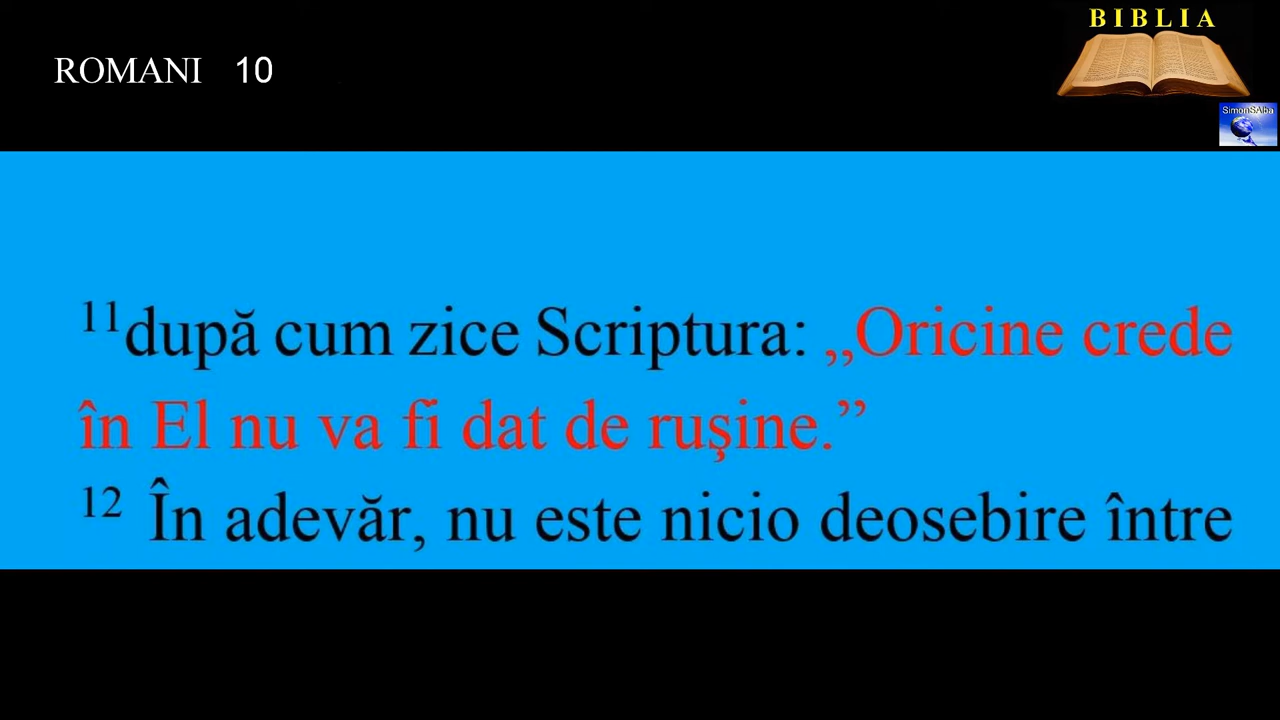 BIBLIA
ROMANI 10
SimonSAlba
11după cum zice Scriptura: „Oricine crede
în El nu va fi dat de ruşine.”
12 În adevăr, nu este nicio deosebire între